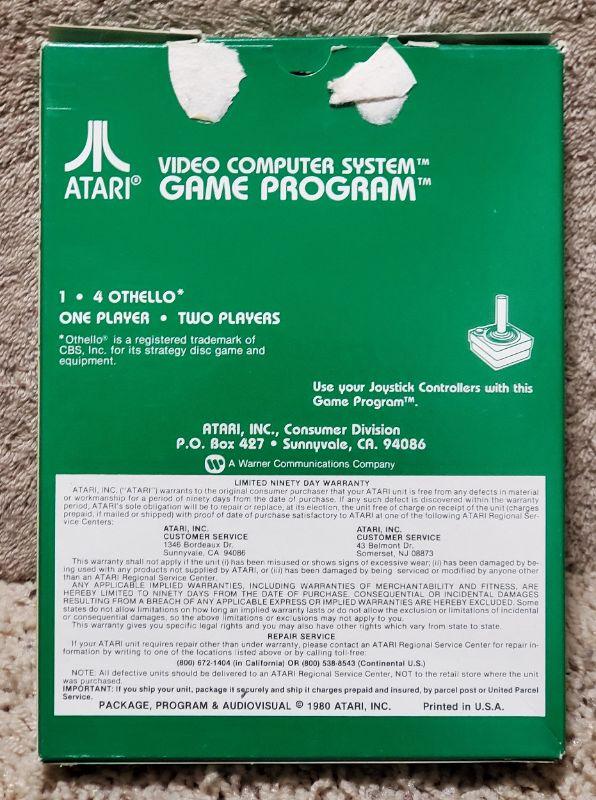 ATARI®
VIDEO COMPUTER SYSTEM™
GAME PROGRAM™
1 • 4 OTHELLO*
ONE PLAYER • TWO PLAYERS
*Othello® is a registered trademark of
CBS, Inc. for its strategy disc game and
equipment.
Use your Joystick Controllers with this
Game Program™.
ATARI, INC., Consumer Division
P.O. Box 427 • Sunnyvale, CA. 94086
A Warner Communications Company
LIMITED NINETY DAY WARRANTY
ATARI, INC. ("ATARI") warrants to the original consumer purchaser that your ATARI unit is free from any defects in material
or workmanship for a period of ninety days from the date of purchase. If any such defect is discovered within the warranty
period, ATARI's sole obligation will be to repair or replace, at its election, the unit free of charge on receipt of the unit (charges
prepaid, if mailed or shipped) with proof of date of purchase satisfactory to ATARI at one of the following ATARI Regional Ser-
vice Centers:
ATARI, INC.
CUSTOMER SERVICE
1346 Bordeaux Dr.
Sunnyvale, CA 94086
ATARI, INC.
CUSTOMER SERVICE
43 Belmont Dr.
Somerset, NJ 08873
This warranty shall not apply if the unit (i) has been misused or shows signs of excessive wear; (ii) has been damaged by be-
ing used with any products not supplied by ATARI, or (iii) has been damaged by being serviced or modified by anyone other
than an ATARI Regional Service Center.
ANY APPLICABLE IMPLIED WARRANTIES, INCLUDING WARRANTIES OF MERCHANTABILITY AND FITNESS, ARE
HEREBY LIMITED TO NINETY DAYS FROM THE DATE OF PURCHASE. CONSEQUENTIAL OR INCIDENTAL DAMAGES
RESULTING FROM A BREACH OF ANY APPLICABLE EXPRESS OR IMPLIED WARRANTIES ARE HEREBY EXCLUDED. Some
states do not allow limitations on how long an implied warranty lasts or do not allow the exclusion or limitations of incidental
or consequential damages, so the above limitations or exclusions may not apply to you.
This warranty gives you specific legal rights and you may also have other rights which vary from state to state.
REPAIR SERVICE
If your ATARI unit requires repair other than under warranty, please contact an ATARI Regional Service Center for repair in-
formation by writing to one of the locations listed above or by calling toll-free:
(800) 672-1404 (in California) OR (800) 538-8543 (Continental U.S.)
NOTE: All defective units should be delivered to an ATARI Regional Service Center, NOT to the retail store where the unit
was purchased.
IMPORTANT: If you ship your unit, package it securely and ship it charges prepaid and insured, by parcel post or United Parcel
Service.
PACKAGE, PROGRAM & AUDIOVISUAL © 1980 ATARI, INC. Printed in U.S.A.